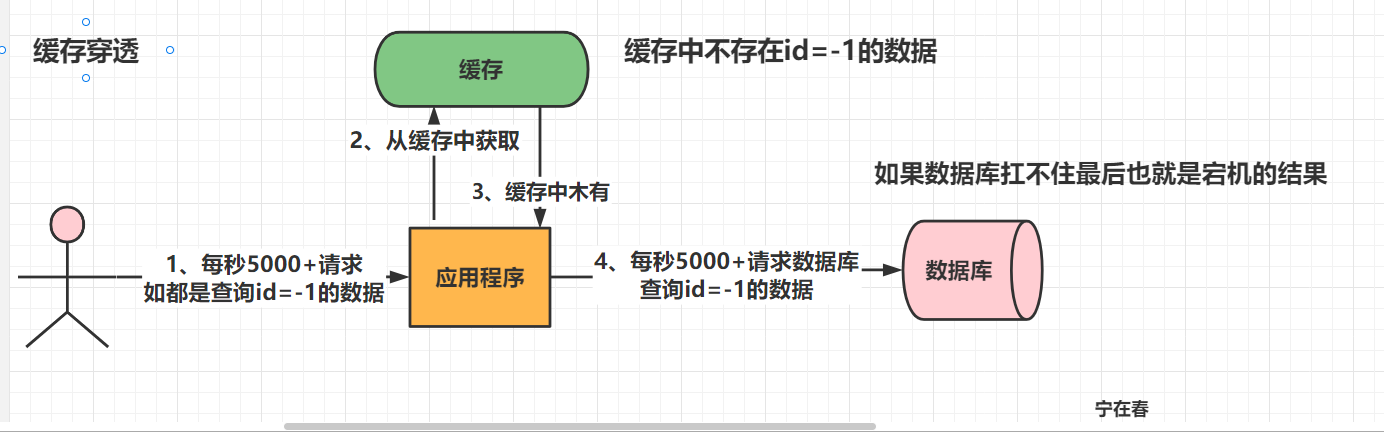 缓存穿透
缓存
缓存中不存在id=-1的数据
2、从缓存中获取
3、缓存中木有
如果数据库扛不住最后也就是宕机的结果
1、每秒5000+请求
如都是查询id=-1的数据
应用程序
4、每秒5000+请求数据库
查询id=-1的数据
数据库
宁在春